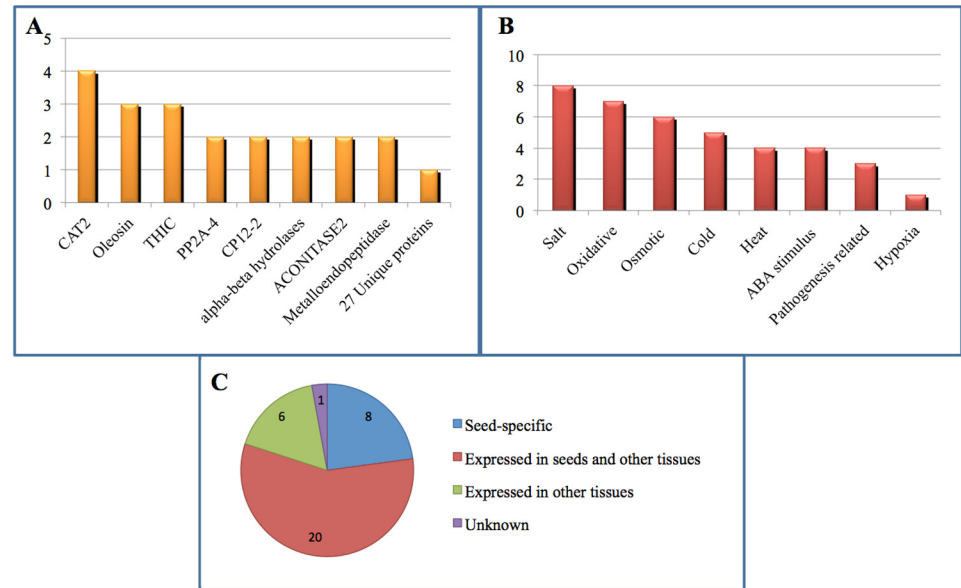 A
5
4
3
2
1
0
CAT2
Oleosin
THIC
PP2A-4
CP12-2
alpha-beta hydrolases
ACONITASE2
Metalloendopeptidase
27 Unique proteins
B
10
8
6
4
2
0
Salt
Oxidative
Osmotic
Cold
Heat
ABA stimulus
Pathogenesis related
Hypoxia
C
1
6
8
20
Seed-specific
Expressed in seeds and other tissues
Expressed in other tissues
Unknown